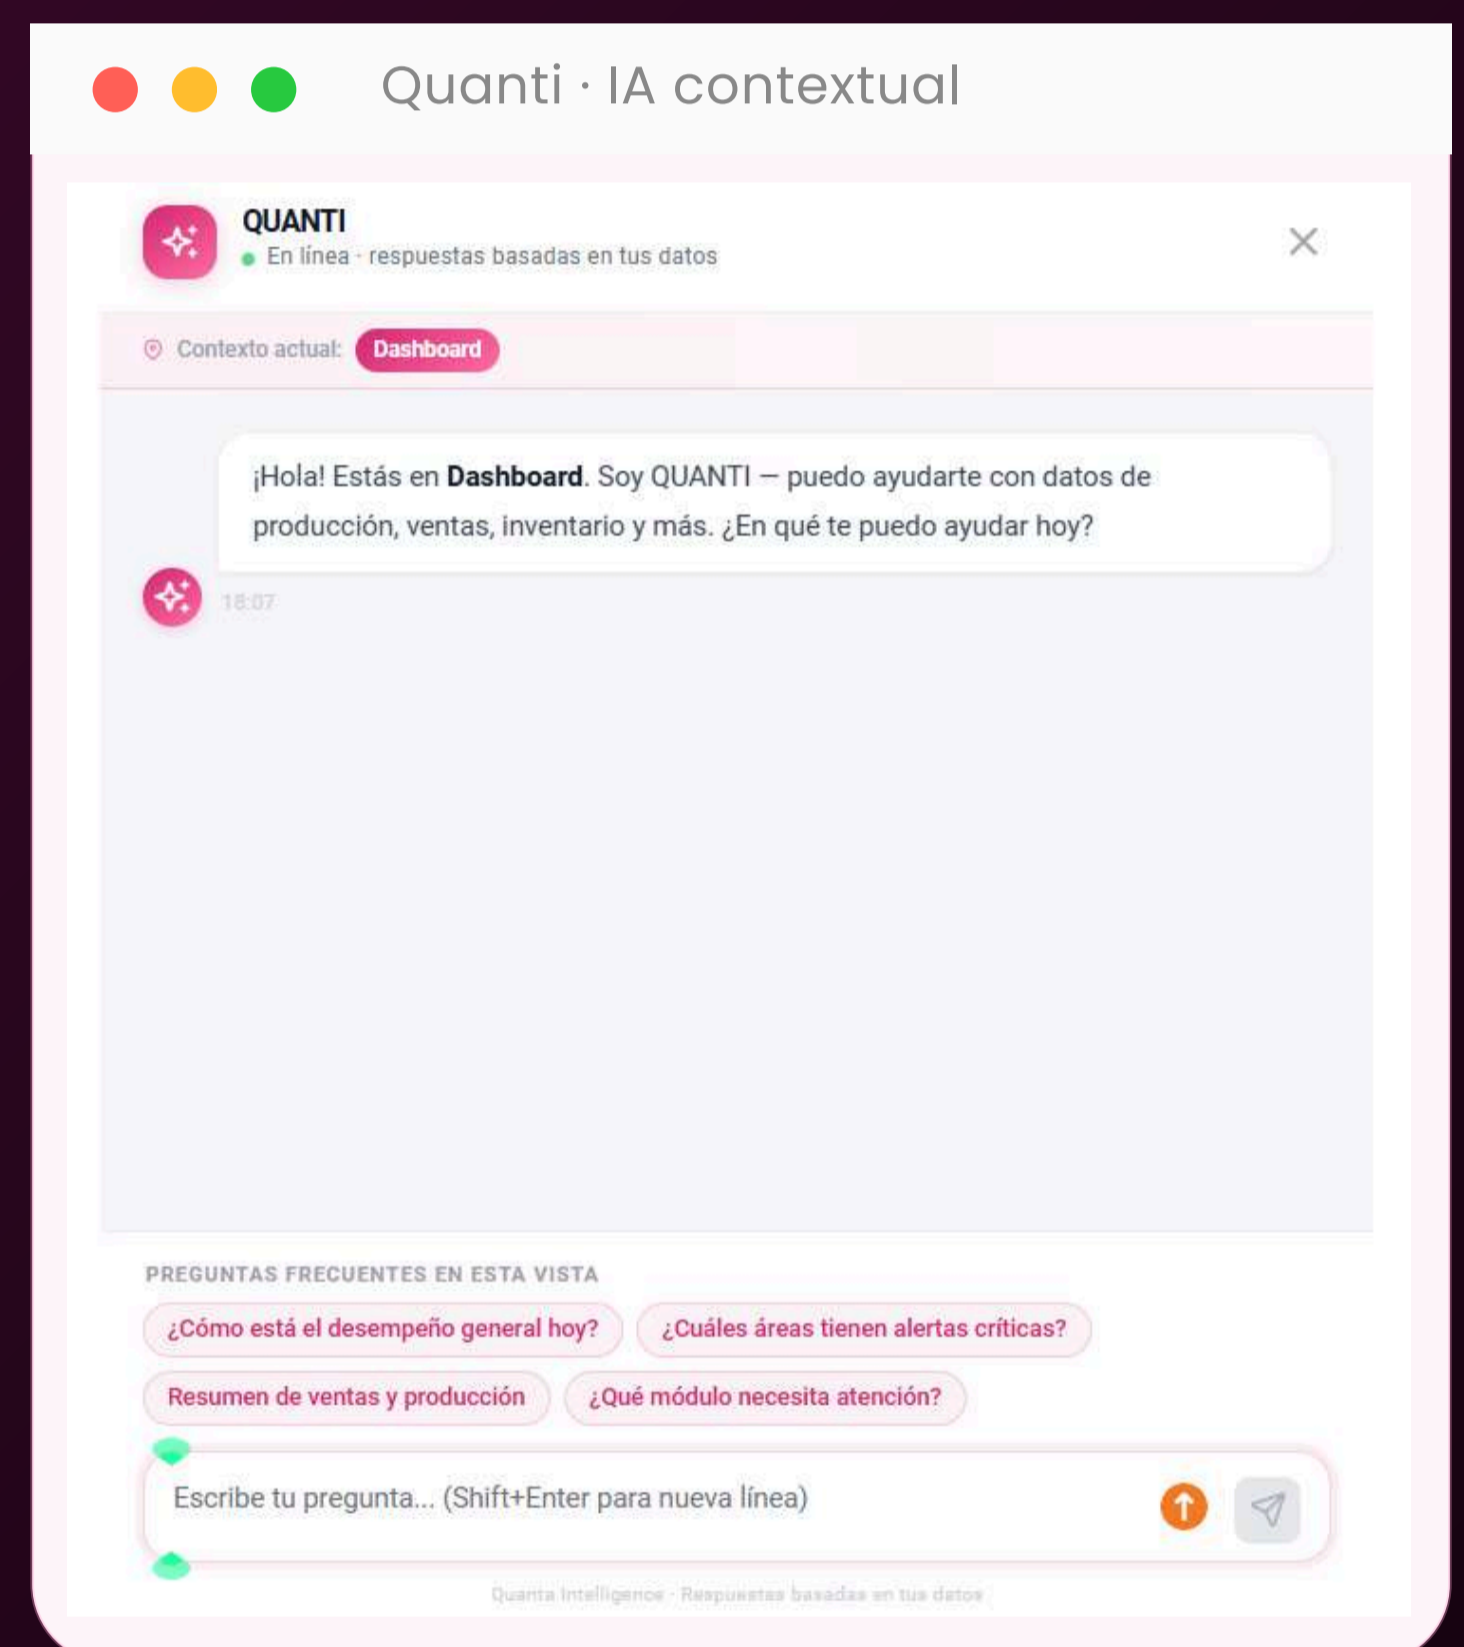 Quanti · IA contextual
QUANTI
En línea · respuestas basadas en tus datos
Contexto actual: Dashboard
¡Hola! Estás en Dashboard. Soy QUANTI — puedo ayudarte con datos de
producción, ventas, inventario y más. ¿En qué te puedo ayudar hoy?
18:07
PREGUNTAS FRECUENTES EN ESTA VISTA
¿Cómo está el desempeño general hoy? ¿Cuáles áreas tienen alertas críticas?
Resumen de ventas y producción ¿Qué módulo necesita atención?
Escribe tu pregunta... (Shift+Enter para nueva línea)
Quanta Intelligence · Respuestas basadas en tus datos